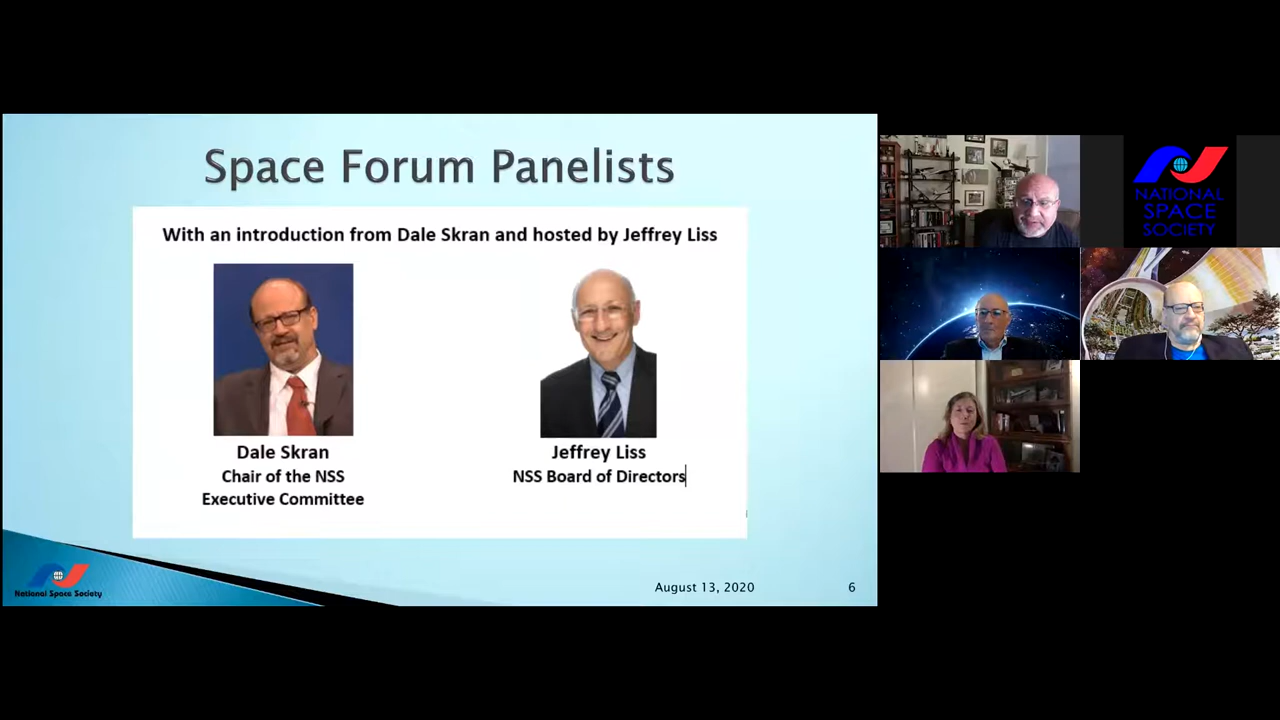 Space Forum Panelists
With an introduction from Dale Skran and hosted by Jeffrey Liss
Dale Skran
Chair of the NSS
Executive Committee
Jeffrey Liss
NSS Board of Directors
National Space Society
August 13, 2020
6
NATIONAL
SPACE
SOCIETY